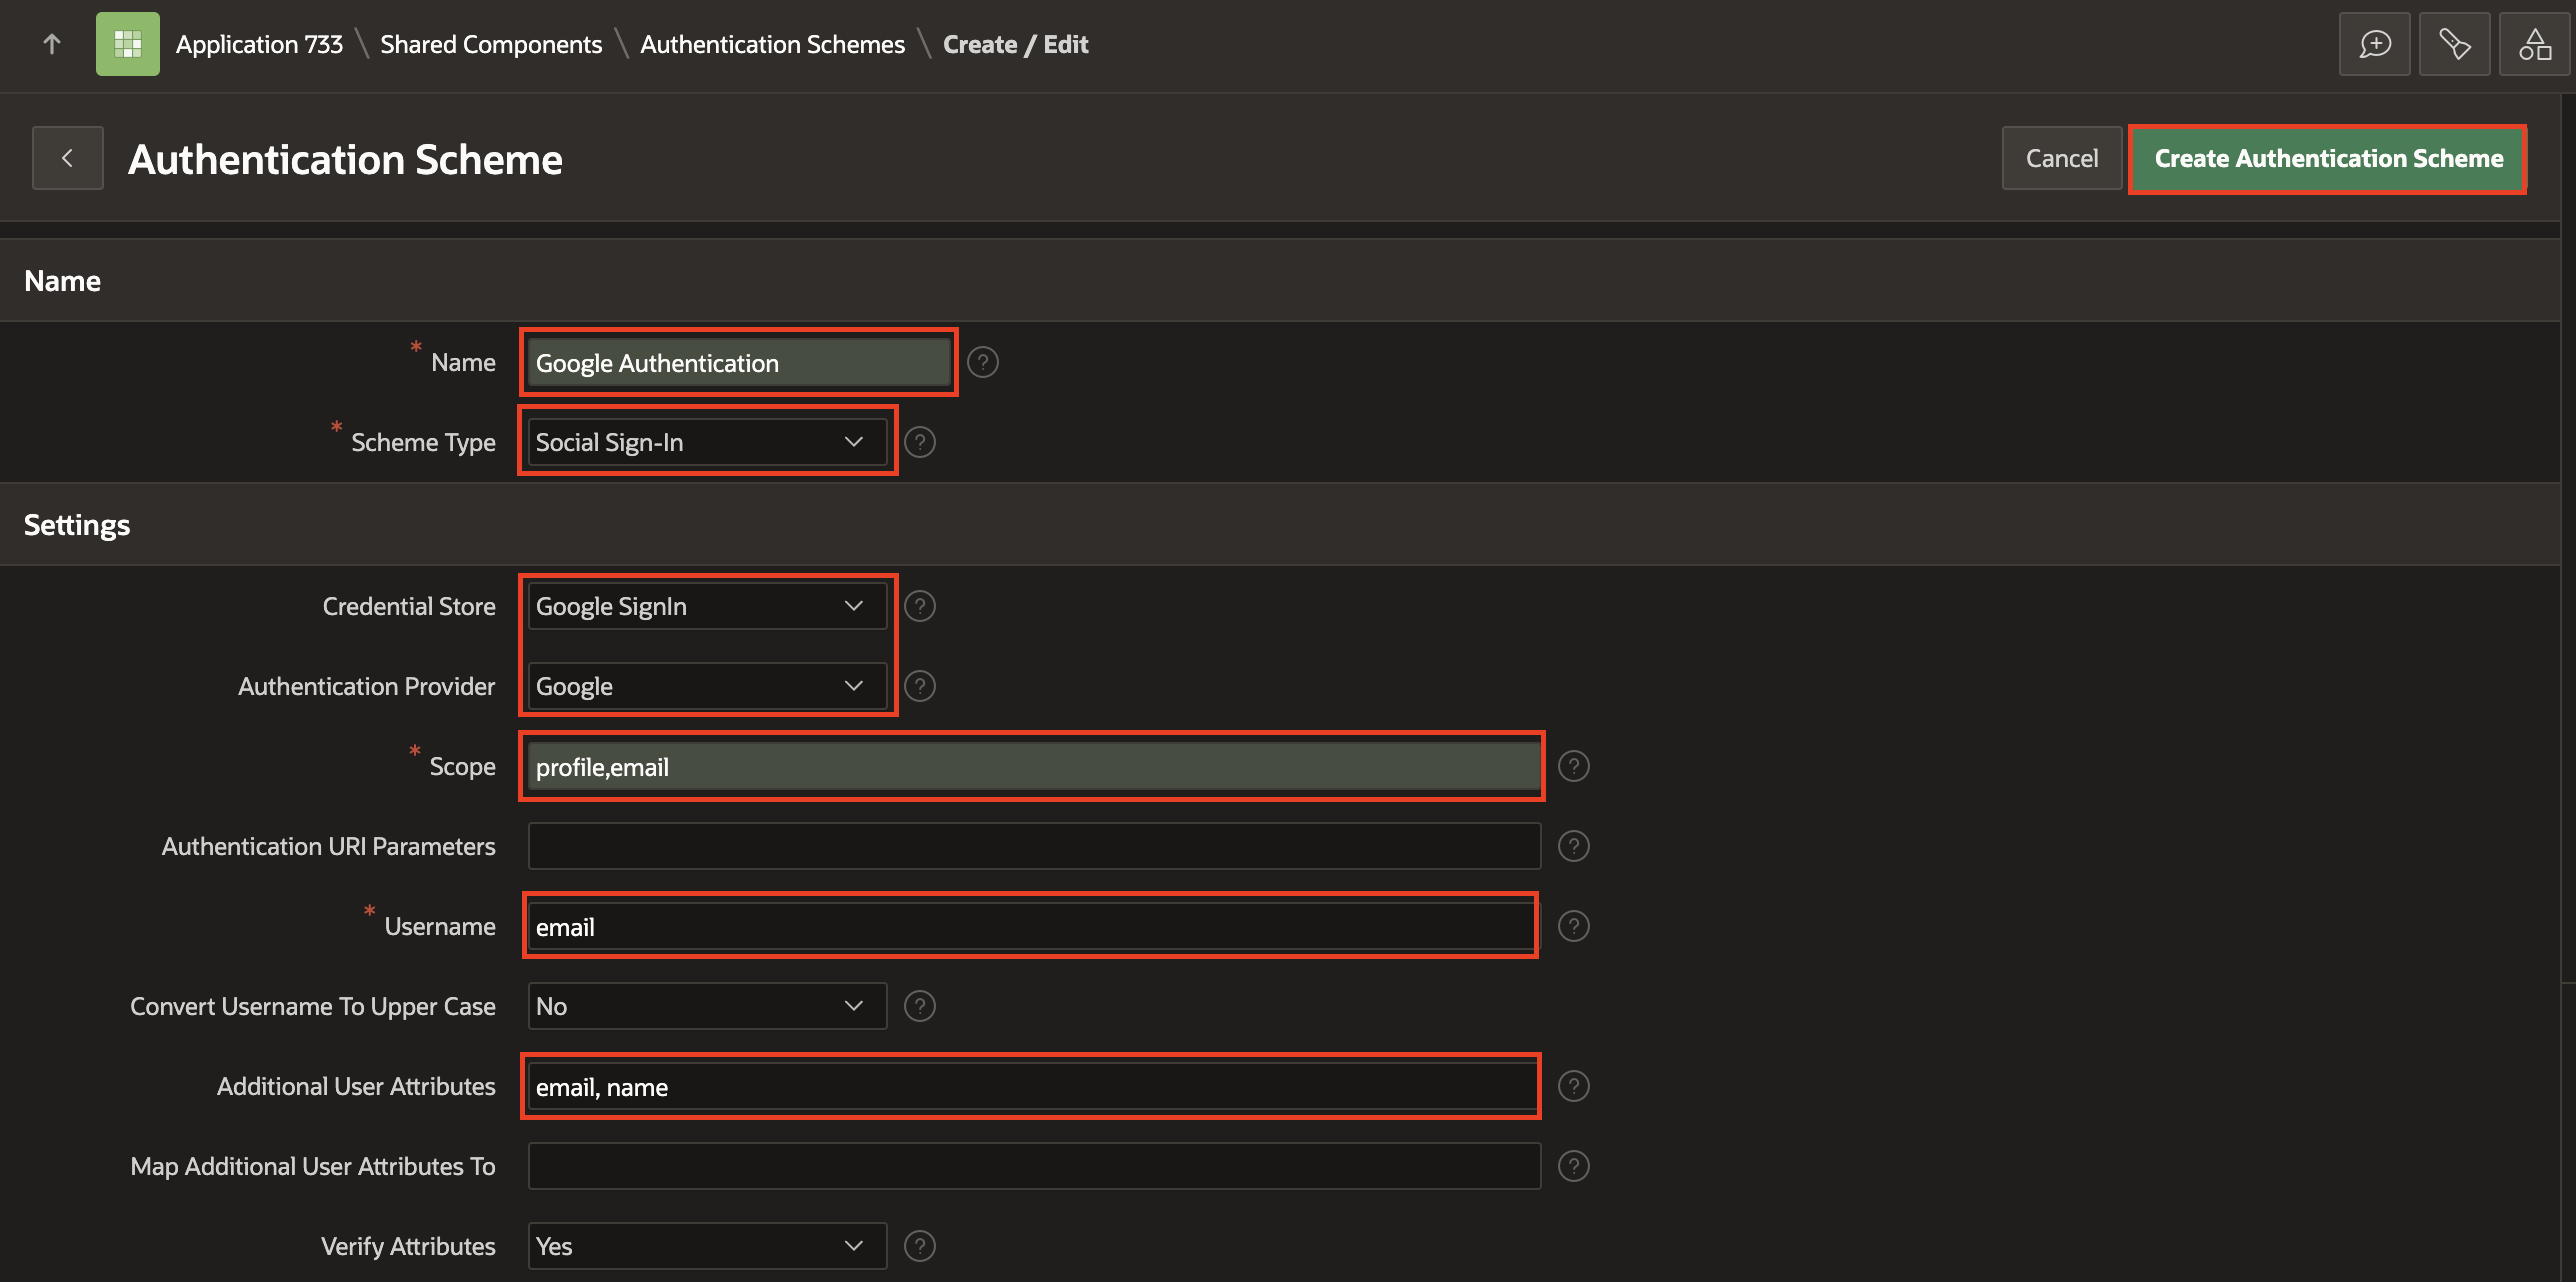 Application 733 \ Shared Components \ Authentication Schemes \ Create / Edit
Authentication Scheme
Cancel
Create Authentication Scheme
Name
* Name Google Authentication ?
* Scheme Type Social Sign-In ?
Settings
Credential Store Google SignIn ?
Authentication Provider Google ?
* Scope profile,email ?
Authentication URI Parameters ?
* Username email ?
Convert Username To Upper Case No ?
Additional User Attributes email, name ?
Map Additional User Attributes To ?
Verify Attributes Yes ?